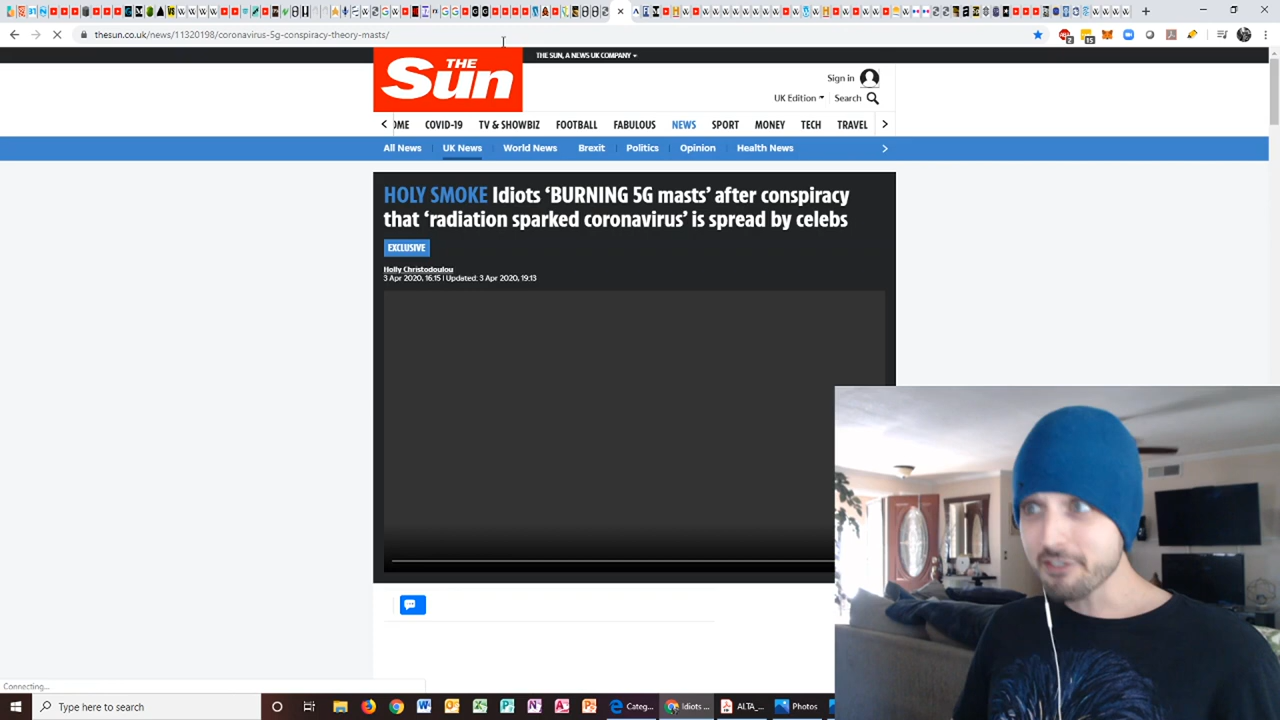 thesun.co.uk/news/11320198/coronavirus-5g-conspiracy-theory-masts/
THE SUN, A NEWS UK COMPANY
THE
Sun
Sign in
UK Edition
Search
OME
COVID-19
TV & SHOWBIZ
FOOTBALL
FABULOUS
NEWS
SPORT
MONEY
TECH
TRAVEL
All News
UK News
World News
Brexit
Politics
Opinion
Health News
HOLY SMOKE Idiots ‘BURNING 5G masts’ after conspiracy
that ‘radiation sparked coronavirus’ is spread by celebs
EXCLUSIVE
Holly Christodoulou
3 Apr 2020, 16:15 | Updated: 3 Apr 2020, 19:13
Connecting...
Type here to search
Categ...
Idiots ...
ALTA_...
Photos